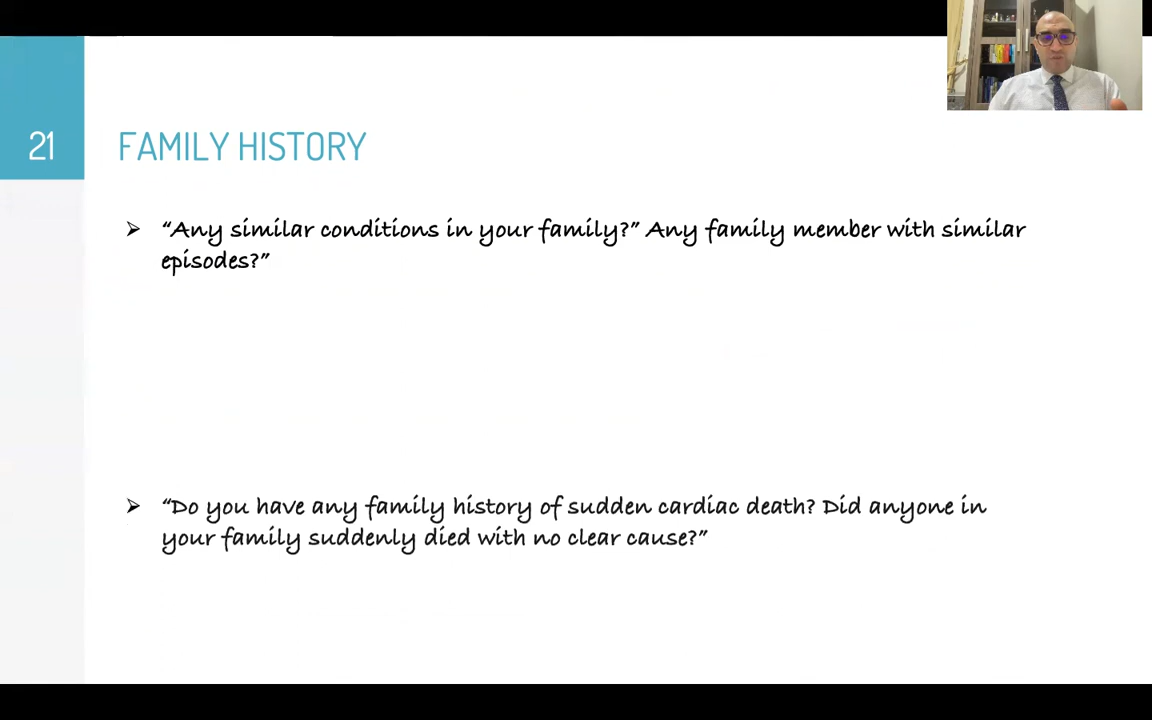 21
FAMILY HISTORY
➢ “Any similar conditions in your family?” Any family member with similar
episodes?”
➢ “Do you have any family history of sudden cardiac death? Did anyone in
your family suddenly died with no clear cause?”